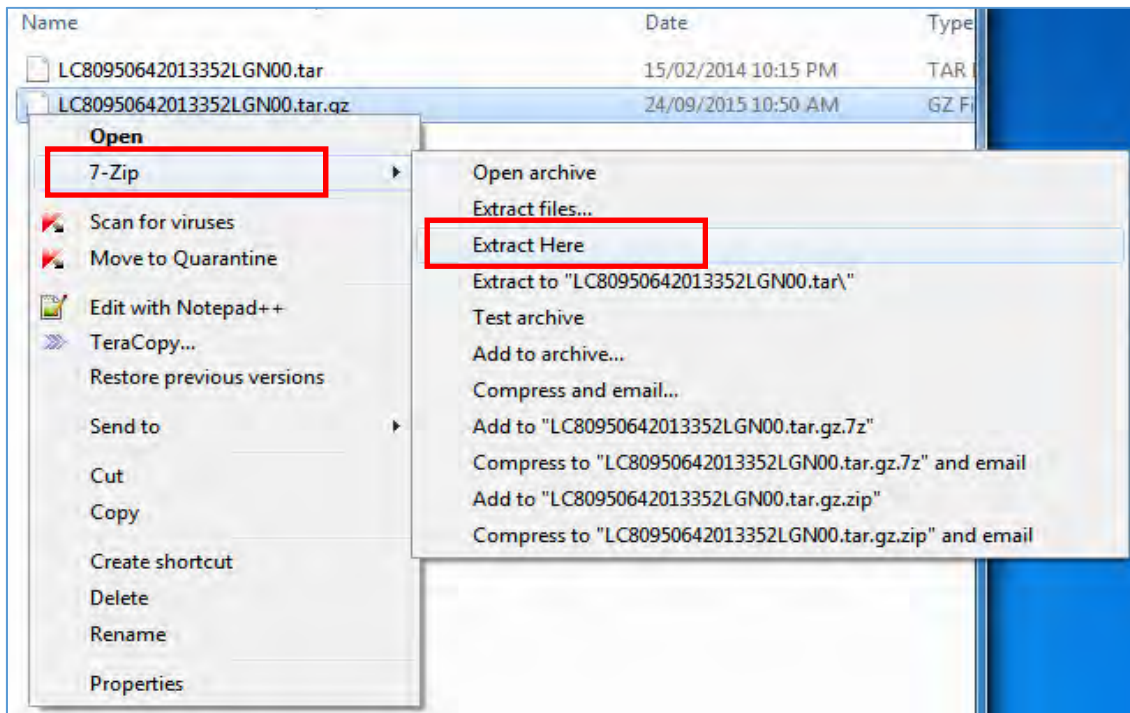 Name Date Type
LC80950642013352LGN00.tar 15/02/2014 10:15 PM TAR
LC80950642013352LGN00.tar.gz 24/09/2015 10:50 AM GZ Fi
Open
7-Zip
Scan for viruses
Move to Quarantine
Edit with Notepad++
TeraCopy...
Restore previous versions
Send to
Cut
Copy
Create shortcut
Delete
Rename
Properties
Open archive
Extract files...
Extract Here
Extract to "LC80950642013352LGN00.tar\"
Test archive
Add to archive...
Compress and email...
Add to "LC80950642013352LGN00.tar.gz.7z"
Compress to "LC80950642013352LGN00.tar.gz.7z" and email
Add to "LC80950642013352LGN00.tar.gz.zip"
Compress to "LC80950642013352LGN00.tar.gz.zip" and email